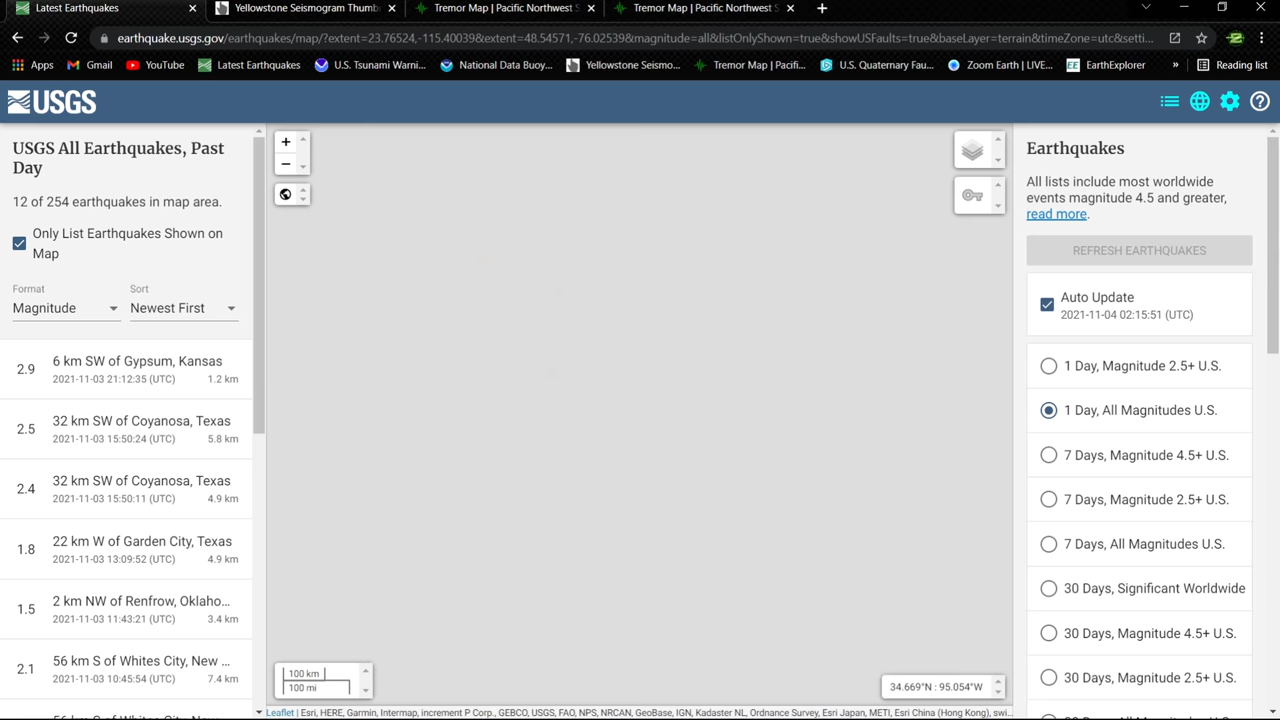 Latest Earthquakes
Yellowstone Seismogram Thumb
Tremor Map | Pacific Northwest S
Tremor Map | Pacific Northwest S
earthquake.usgs.gov/earthquakes/map/?extent=23.76524,-115.40039&extent=48.54571,-76.02539&magnitude=all&listOnlyShown=true&showUSFaults=true&baseLayer=terrain&timeZone=utc&setti...
Apps
Gmail
YouTube
Latest Earthquakes
U.S. Tsunami Warni...
National Data Buoy...
Yellowstone Seismo...
Tremor Map | Pacifi...
U.S. Quaternary Fau...
Zoom Earth | LIVE...
EE EarthExplorer
»
Reading list
USGS
USGS All Earthquakes, Past
Day
12 of 254 earthquakes in map area.
Only List Earthquakes Shown on
Map
Format
Sort
Magnitude
Newest First
2.9
6 km SW of Gypsum, Kansas
2021-11-03 21:12:35 (UTC) 1.2 km
2.5
32 km SW of Coyanosa, Texas
2021-11-03 15:50:24 (UTC) 5.8 km
2.4
32 km SW of Coyanosa, Texas
2021-11-03 15:50:11 (UTC) 4.9 km
1.8
22 km W of Garden City, Texas
2021-11-03 13:09:52 (UTC) 4.9 km
1.5
2 km NW of Renfrow, Oklaho...
2021-11-03 11:43:21 (UTC) 3.4 km
2.1
56 km S of Whites City, New ...
2021-11-03 10:45:54 (UTC) 7.4 km
+
−
100 km
100 mi
34.669°N : 95.054°W
Leaflet | Esri, HERE, Garmin, Intermap, increment P Corp., GEBCO, USGS, FAO, NPS, NRCAN, GeoBase, IGN, Kadaster NL, Ordnance Survey, Esri Japan, METI, Esri China (Hong Kong), swi...
Earthquakes
All lists include most worldwide
events magnitude 4.5 and greater,
read more.
REFRESH EARTHQUAKES
Auto Update
2021-11-04 02:15:51 (UTC)
1 Day, Magnitude 2.5+ U.S.
1 Day, All Magnitudes U.S.
7 Days, Magnitude 4.5+ U.S.
7 Days, Magnitude 2.5+ U.S.
7 Days, All Magnitudes U.S.
30 Days, Significant Worldwide
30 Days, Magnitude 4.5+ U.S.
30 Days, Magnitude 2.5+ U.S.